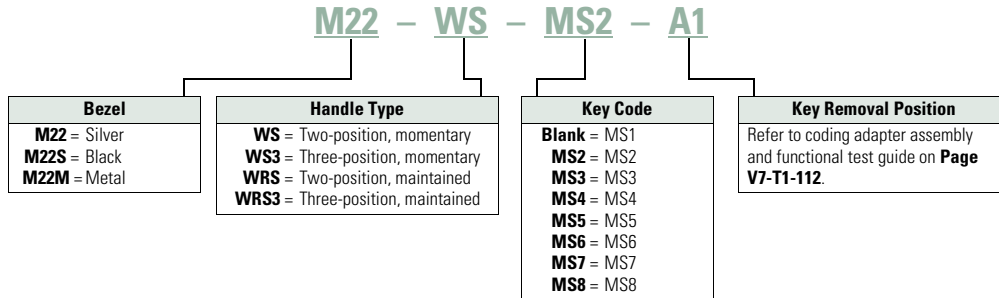 M22 – WS – MS2 – A1
Bezel
M22 = Silver
M22S = Black
M22M = Metal
Handle Type
WS = Two-position, momentary
WS3 = Three-position, momentary
WRS = Two-position, maintained
WRS3 = Three-position, maintained
Key Code
Blank = MS1
MS2 = MS2
MS3 = MS3
MS4 = MS4
MS5 = MS5
MS6 = MS6
MS7 = MS7
MS8 = MS8
Key Removal Position
Refer to coding adapter assembly
and functional test guide on Page
V7-T1-112.